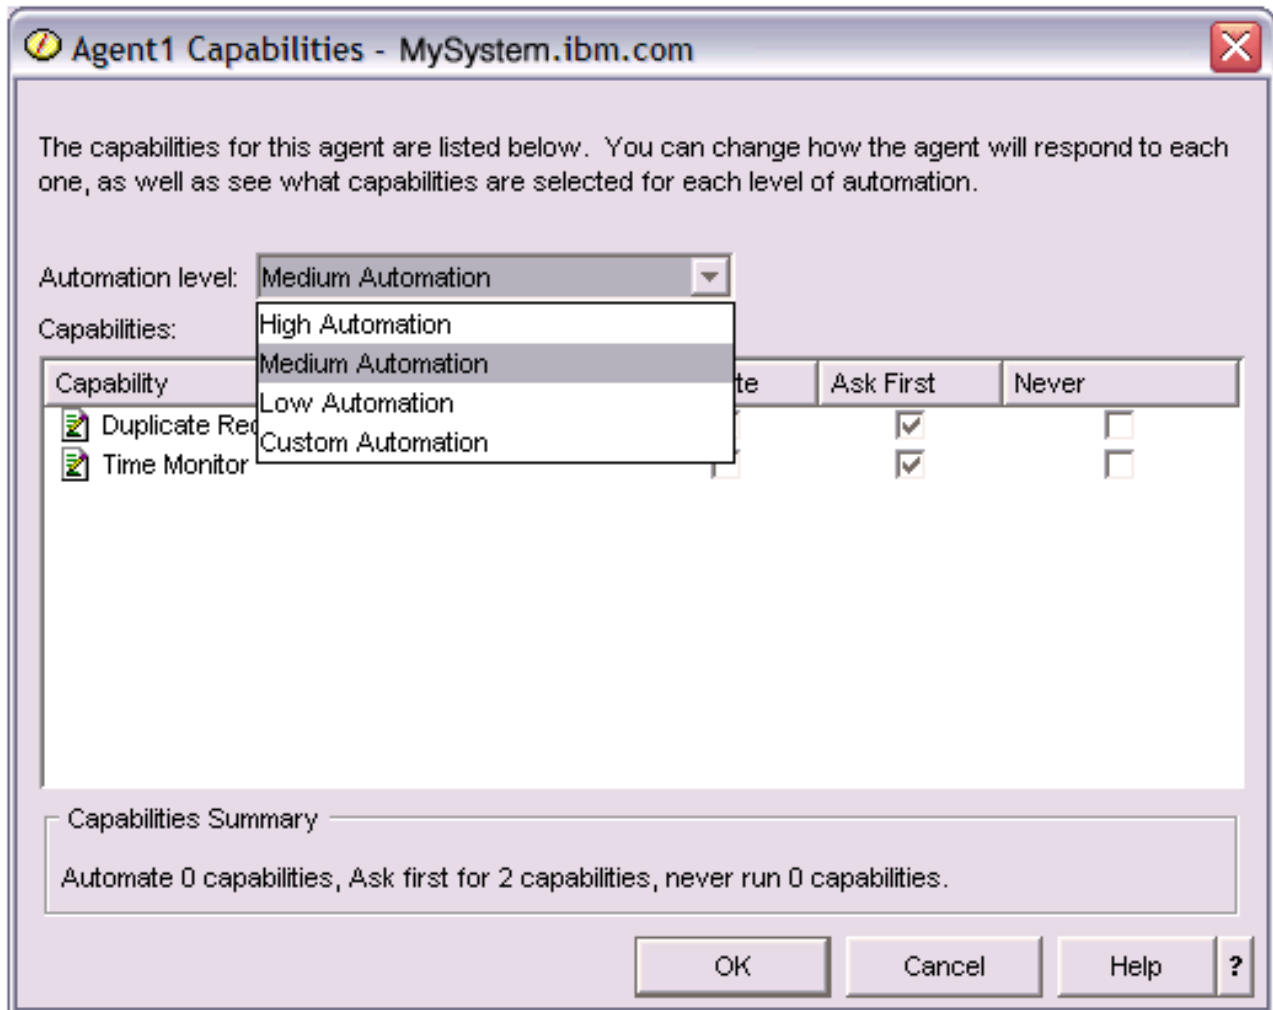 Agent1 Capabilities - MySystem.ibm.com
The capabilities for this agent are listed below. You can change how the agent will respond to each
one, as well as see what capabilities are selected for each level of automation.
Automation level: Medium Automation
High Automation
Capabilities:
Medium Automation
Capability te Ask First Never
Low Automation
Duplicate Rec
Custom Automation
Time Monitor
Capabilities Summary
Automate 0 capabilities, Ask first for 2 capabilities, never run 0 capabilities.
OK Cancel Help ?